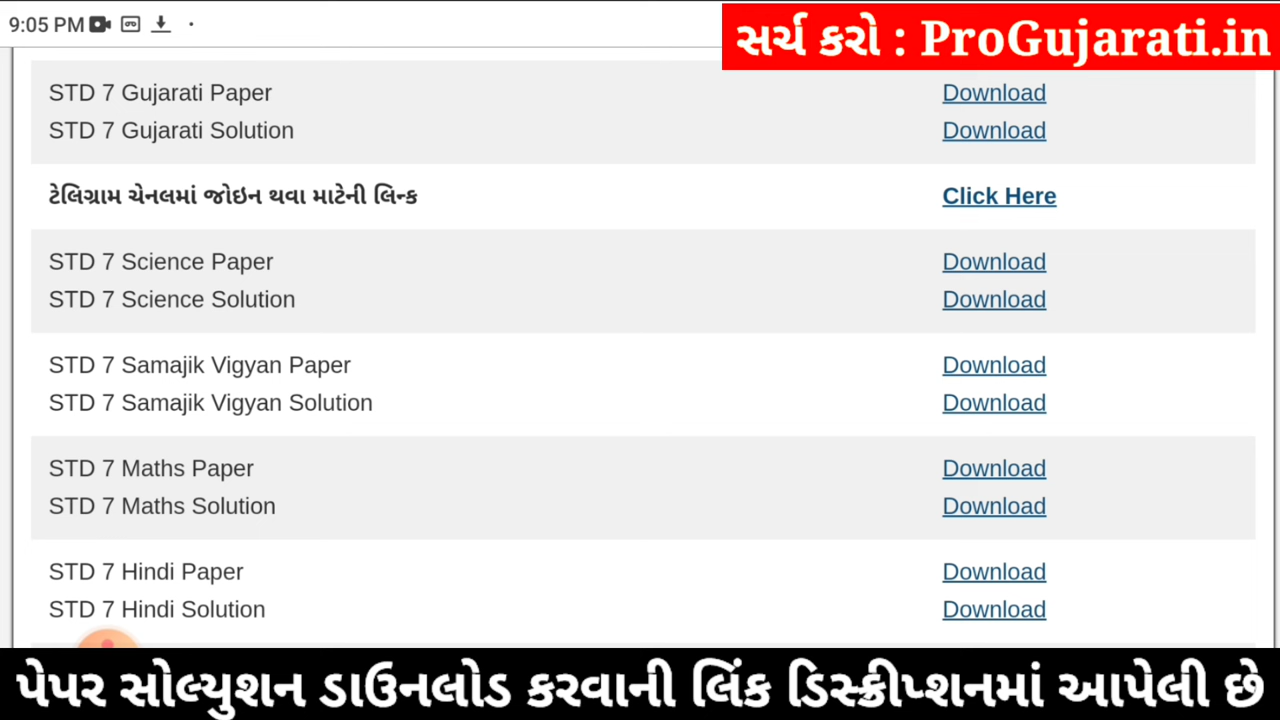 9:05 PM
સર્ચ કરો : ProGujarati.in
STD 7 Gujarati Paper Download
STD 7 Gujarati Solution Download
ટેલિગ્રામ ચેનલમાં જોઇન થવા માટેની લિન્ક Click Here
STD 7 Science Paper Download
STD 7 Science Solution Download
STD 7 Samajik Vigyan Paper Download
STD 7 Samajik Vigyan Solution Download
STD 7 Maths Paper Download
STD 7 Maths Solution Download
STD 7 Hindi Paper Download
STD 7 Hindi Solution Download
પેપર સોલ્યુશન ડાઉનલોડ કરવાની લિંક ડિસ્ક્રીપ્શનમાં આપેલી છે